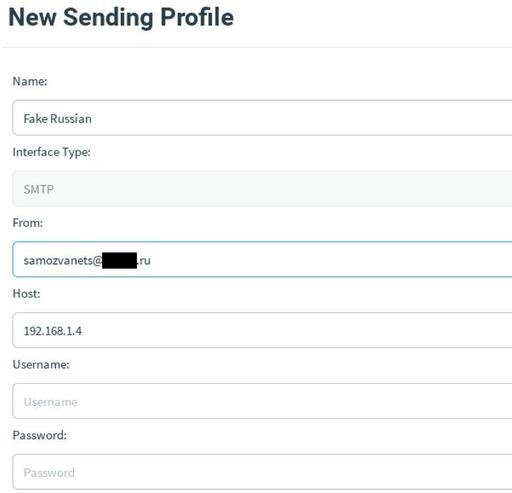 New Sending Profile
Name:
Fake Russian
Interface Type:
SMTP
From:
samozvanets@.ru
Host:
192.168.1.4
Username:
Username
Password:
Password